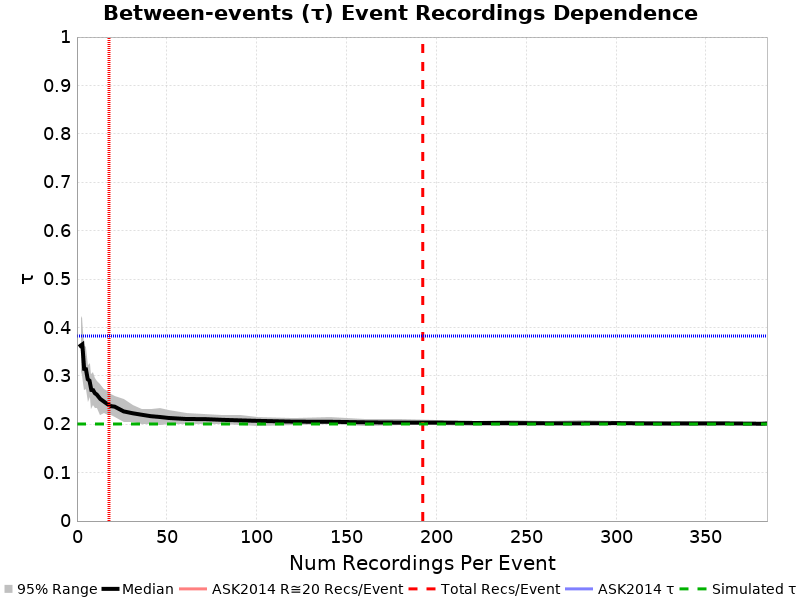 Between-events (τ) Event Recordings Dependence
1
0.9
0.8
0.7
0.6
0.5
0.4
0.3
0.2
0.1
0
τ
0 50 100 150 200 250 300 350
Num Recordings Per Event
95% Range Median ASK2014 R≅20 Recs/Event Total Recs/Event ASK2014 τ Simulated τ